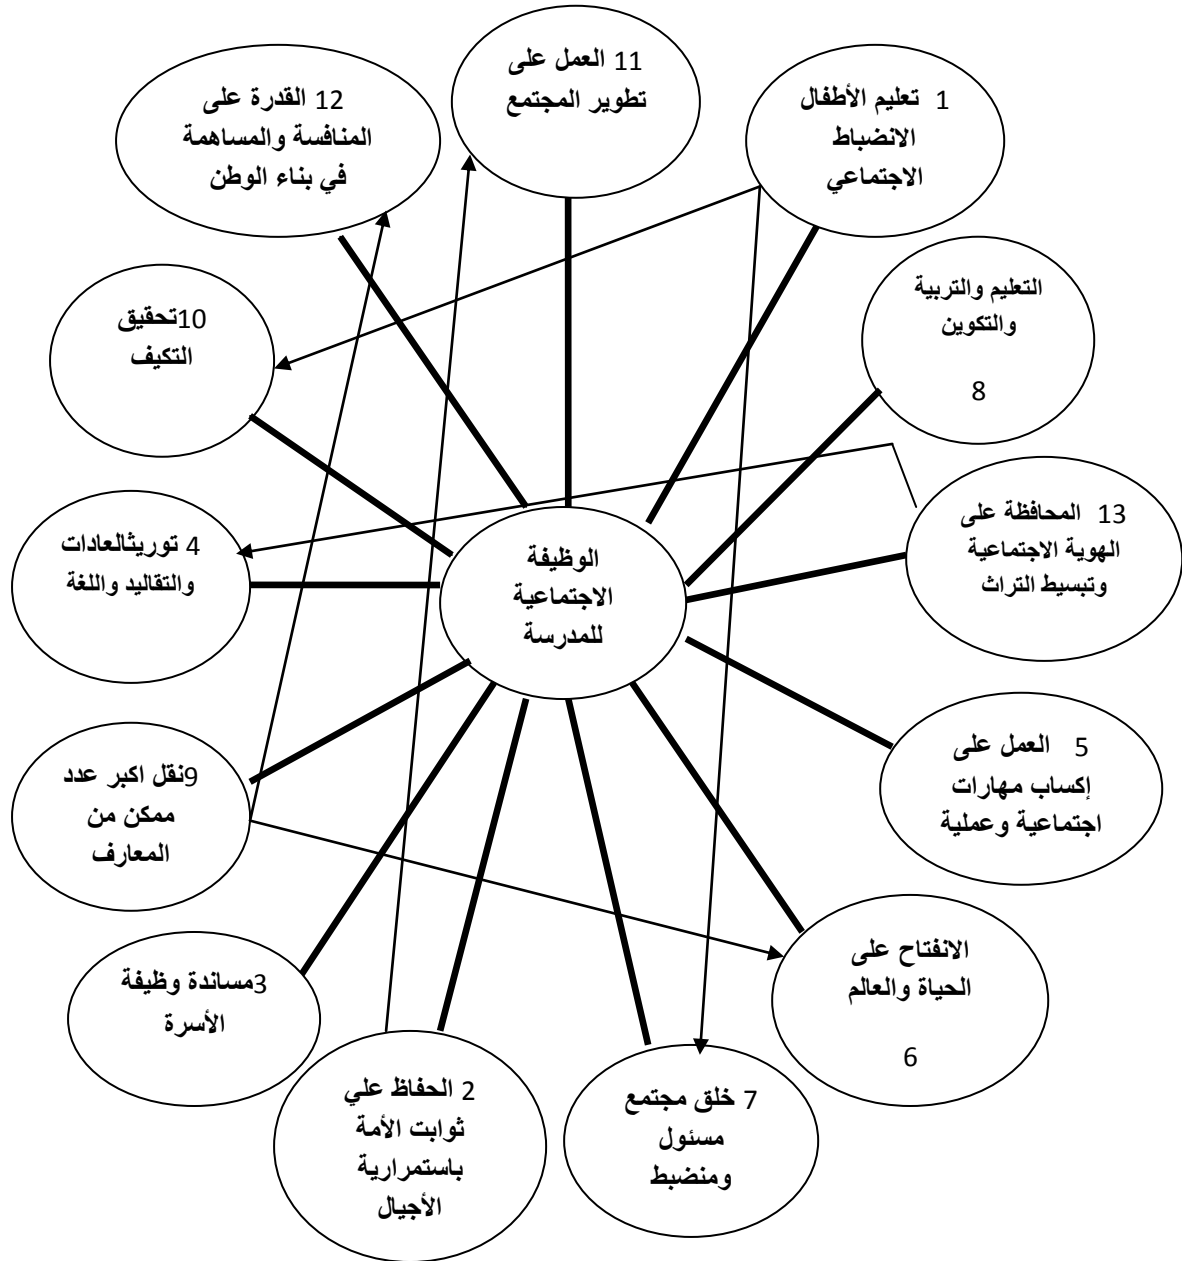 11 العمل على
تطوير المجتمع
1 تعليم الأطفال
الانضباط
الاجتماعي
12 القدرة على
المنافسة والمساهمة
في بناء الوطن
التعليم والتربية
والتكوين
8
10تحقيق
التكيف
13 المحافظة على
الهوية الاجتماعية
وتبسيط التراث
4 توريثالعادات
والتقاليد واللغة
الوظيفة
الاجتماعية
للمدرسة
5 العمل على
إكساب مهارات
اجتماعية وعملية
9نقل اكبر عدد
ممكن من
المعارف
الانفتاح على
الحياة والعالم
6
3مساندة وظيفة
الأسرة
2 الحفاظ علي
ثوابت الأمة
باستمرارية
الأجيال
7 خلق مجتمع
مسئول
ومنضبط